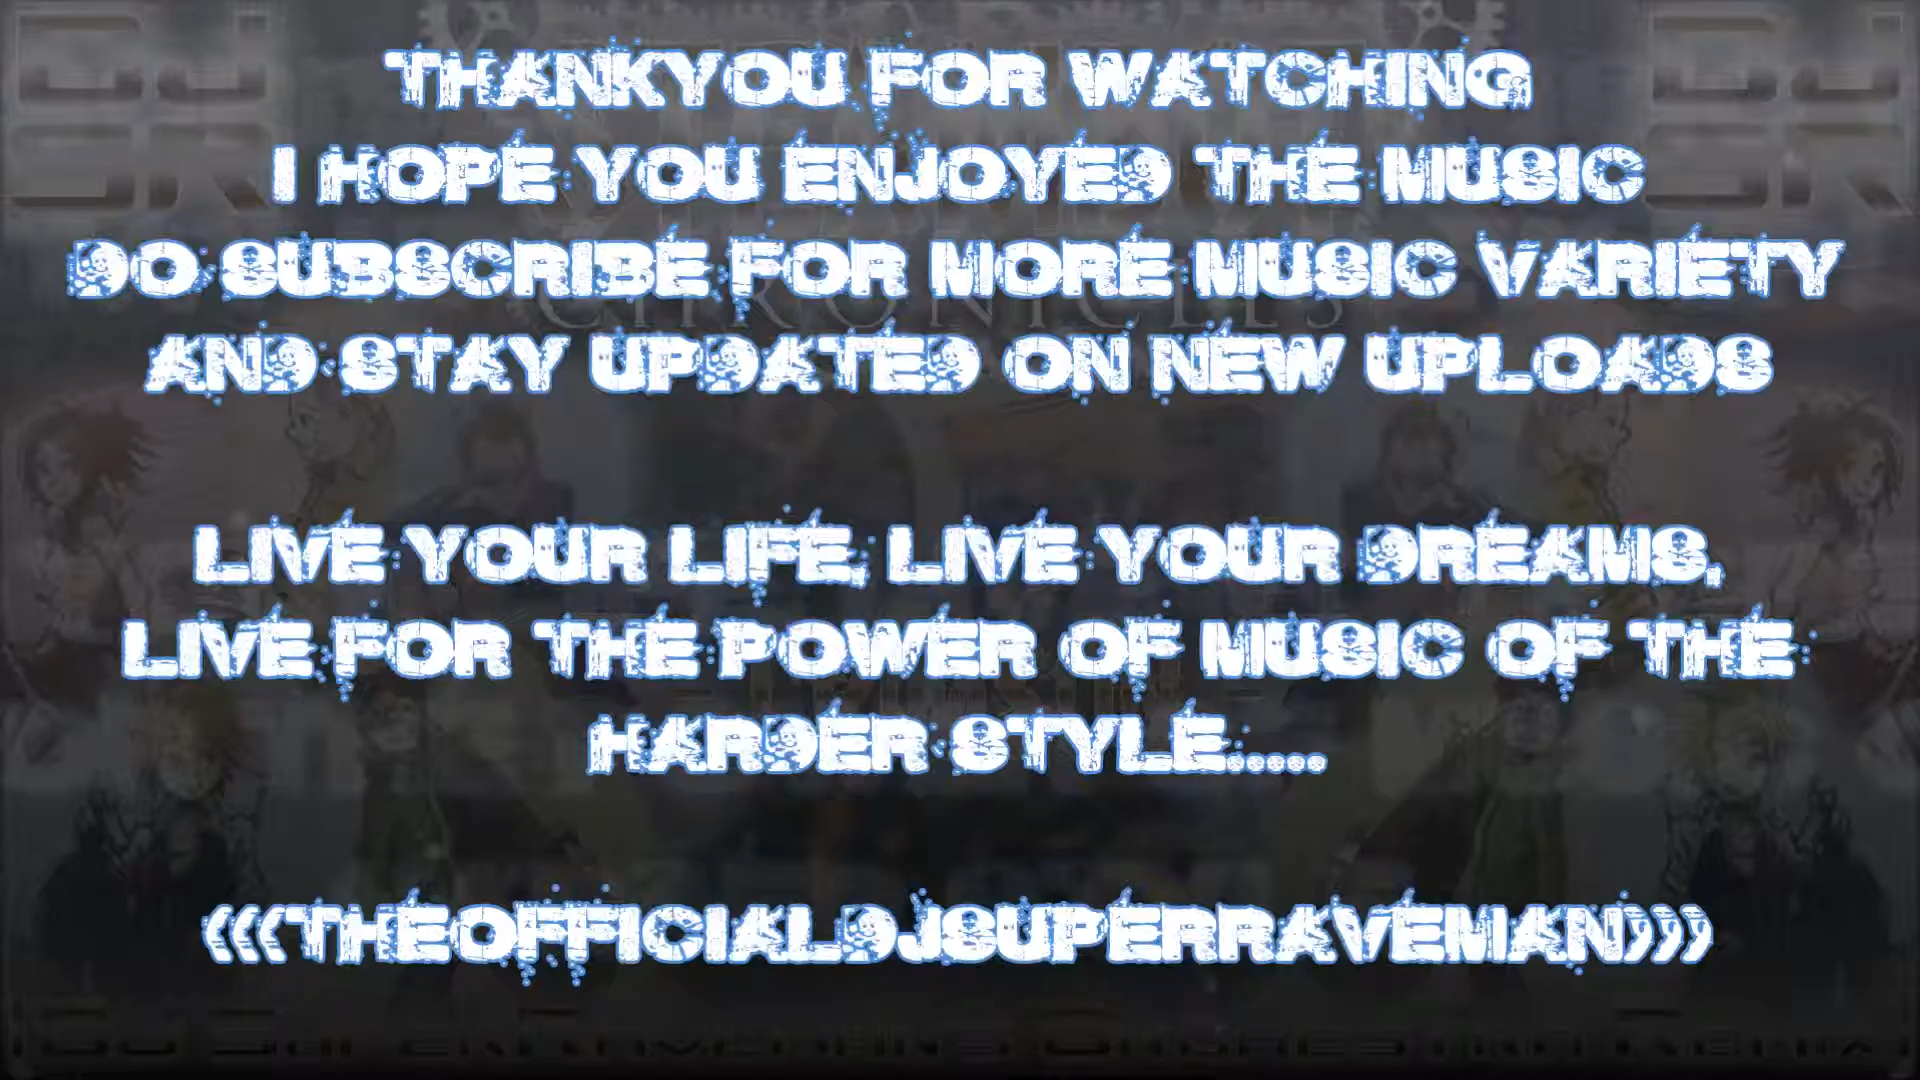 THANKYOU FOR WATCHING
I HOPE YOU ENJOYED THE MUSIC
DO SUBSCRIBE FOR MORE MUSIC VARIETY
AND STAY UPDATED ON NEW UPLOADS
LIVE YOUR LIFE, LIVE YOUR DREAMS,
LIVE FOR THE POWER OF MUSIC OF THE
HARDER STYLE.....
<<<THEOFFICIALDJSUPERRAVEMAN>>>
CHRONICLES